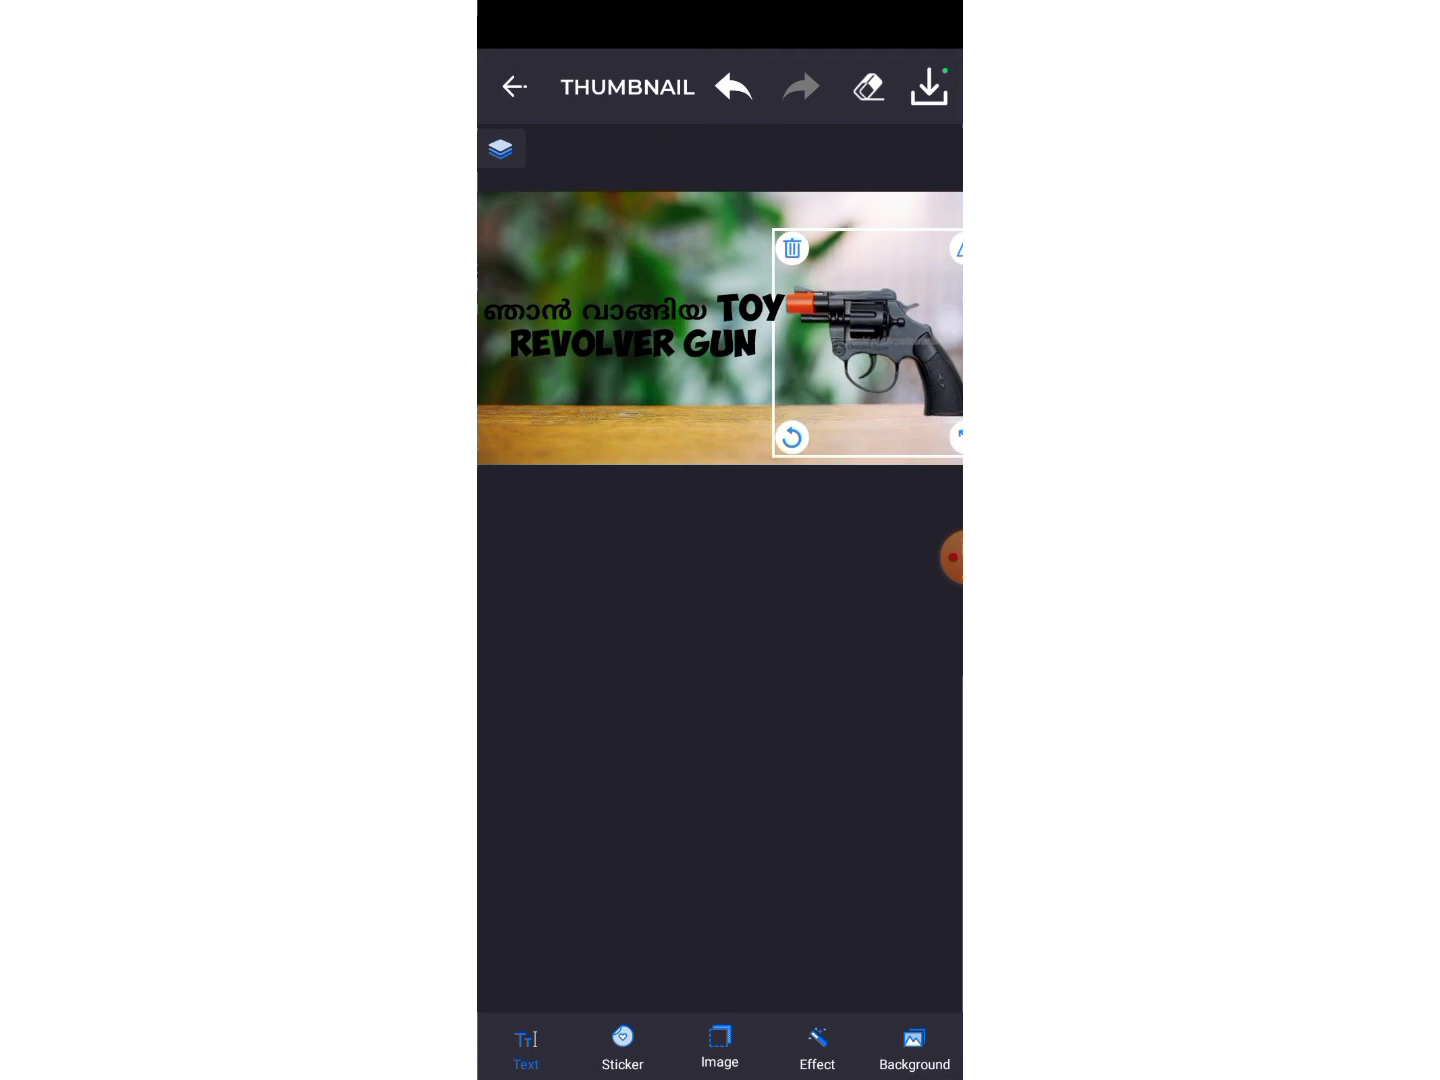 THUMBNAIL
ഞാൻ വാങ്ങിയ TOY
REVOLVER GUN
Text
Sticker
Image
Effect
Background